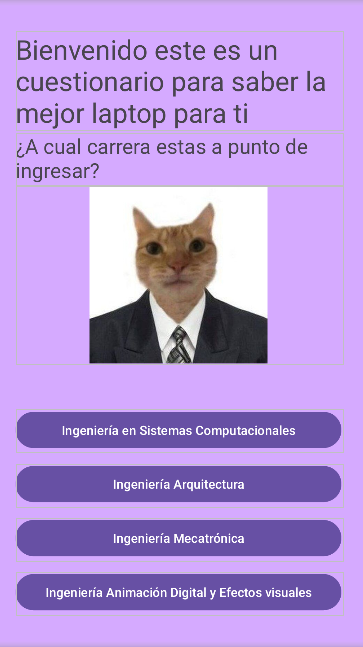 Bienvenido este es un
cuestionario para saber la
mejor laptop para ti
¿A cual carrera estas a punto de
ingresar?
Ingeniería en Sistemas Computacionales
Ingeniería Arquitectura
Ingeniería Mecatrónica
Ingeniería Animación Digital y Efectos visuales